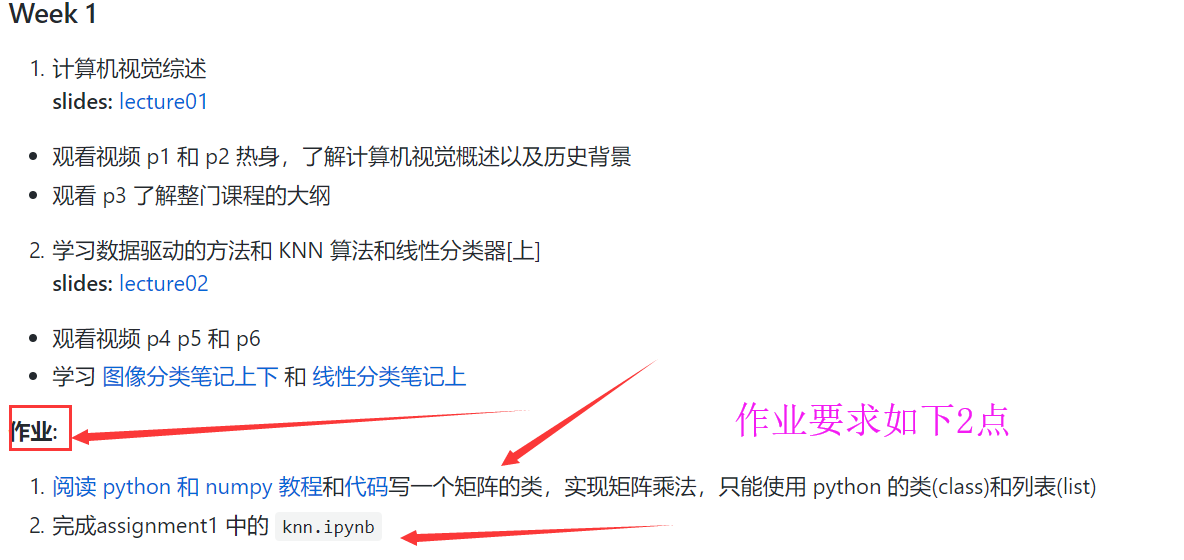 Week 1
1. 计算机视觉综述
slides: lecture01
• 观看视频 p1 和 p2 热身，了解计算机视觉概述以及历史背景
• 观看 p3 了解整门课程的大纲
2. 学习数据驱动的方法和 KNN 算法和线性分类器[上]
slides: lecture02
• 观看视频 p4 p5 和 p6
• 学习 图像分类笔记上下 和 线性分类笔记上
作业:
作业要求如下2点
1. 阅读 python 和 numpy 教程和代码写一个矩阵的类，实现矩阵乘法，只能使用 python 的类(class)和列表(list)
2. 完成assignment1 中的 knn.ipynb